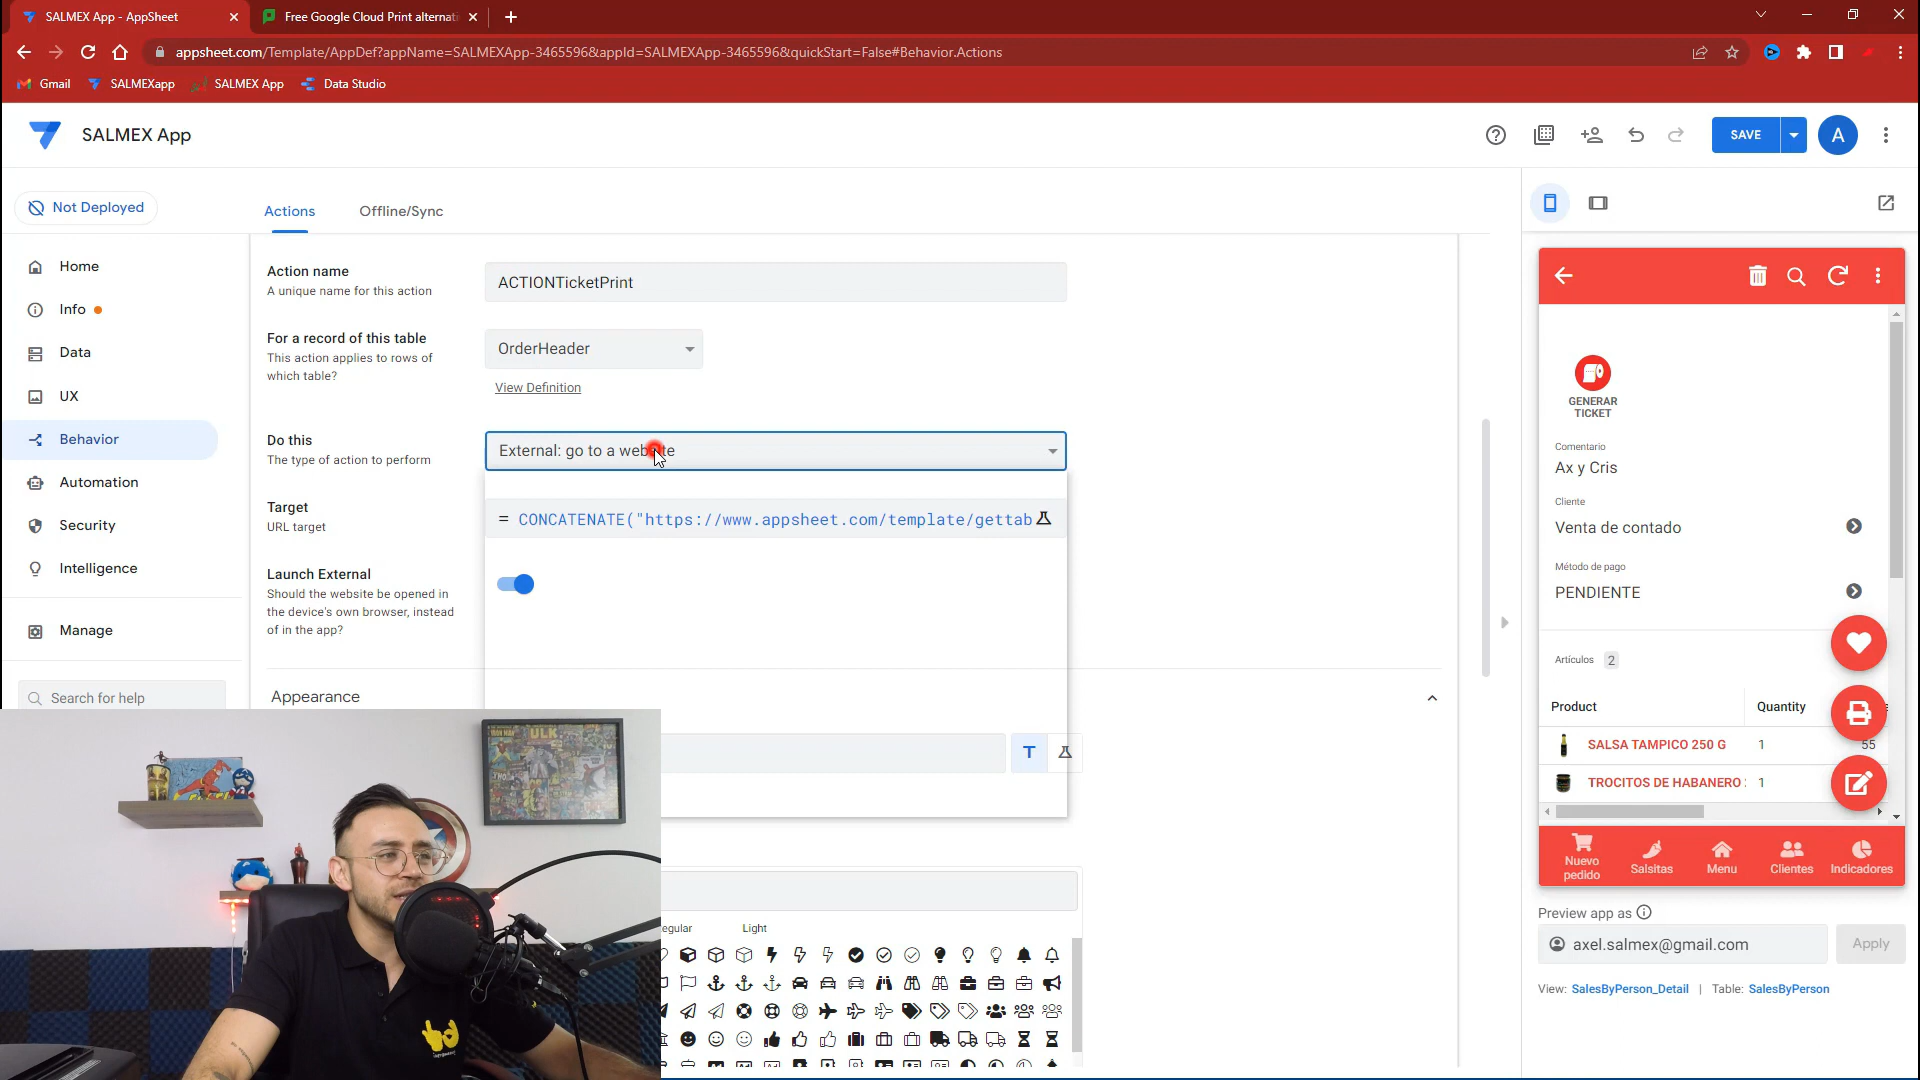 SALMEX App - AppSheet
Free Google Cloud Print alternati
appsheet.com/Template/AppDef?appName=SALMEXApp-3465596&appId=SALMEXApp-3465596&quickStart=False#Behavior.Actions
Gmail
SALMEXapp
SALMEX App
Data Studio
SALMEX App
SAVE
A
Not Deployed
Actions
Offline/Sync
Home
Info
Data
UX
Behavior
Automation
Security
Intelligence
Manage
Search for help
Action name
A unique name for this action
ACTIONTicketPrint
For a record of this table
This action applies to rows of
which table?
OrderHeader
View Definition
Do this
The type of action to perform
External: go to a website
Target
URL target
= CONCATENATE("https://www.appsheet.com/template/gettab
Launch External
Should the website be opened in
the device's own browser, instead
of in the app?
Appearance
T
egular
Light
GENERAR
TICKET
Comentario
Ax y Cris
Cliente
Venta de contado
Método de pago
PENDIENTE
Artículos 2
Product
Quantity
SALSA TAMPICO 250 G
1
55
TROCITOS DE HABANERO
1
Nuevo
pedido
Salsitas
Menu
Clientes
Indicadores
Preview app as
axel.salmex@gmail.com
Apply
View: SalesByPerson_Detail | Table: SalesByPerson